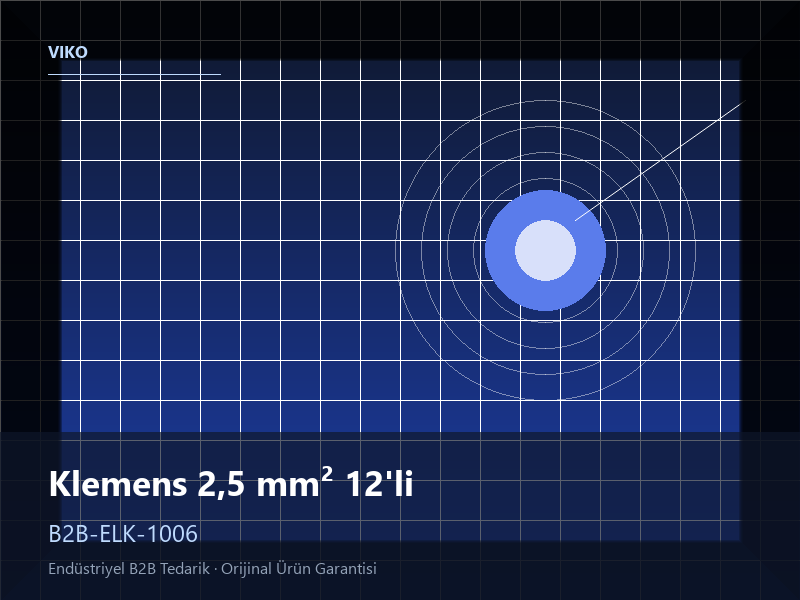 VIKO
Klemens 2,5 mm² 12'li
B2B-ELK-1006
Endüstriyel B2B Tedarik · Orijinal Ürün Garantisi